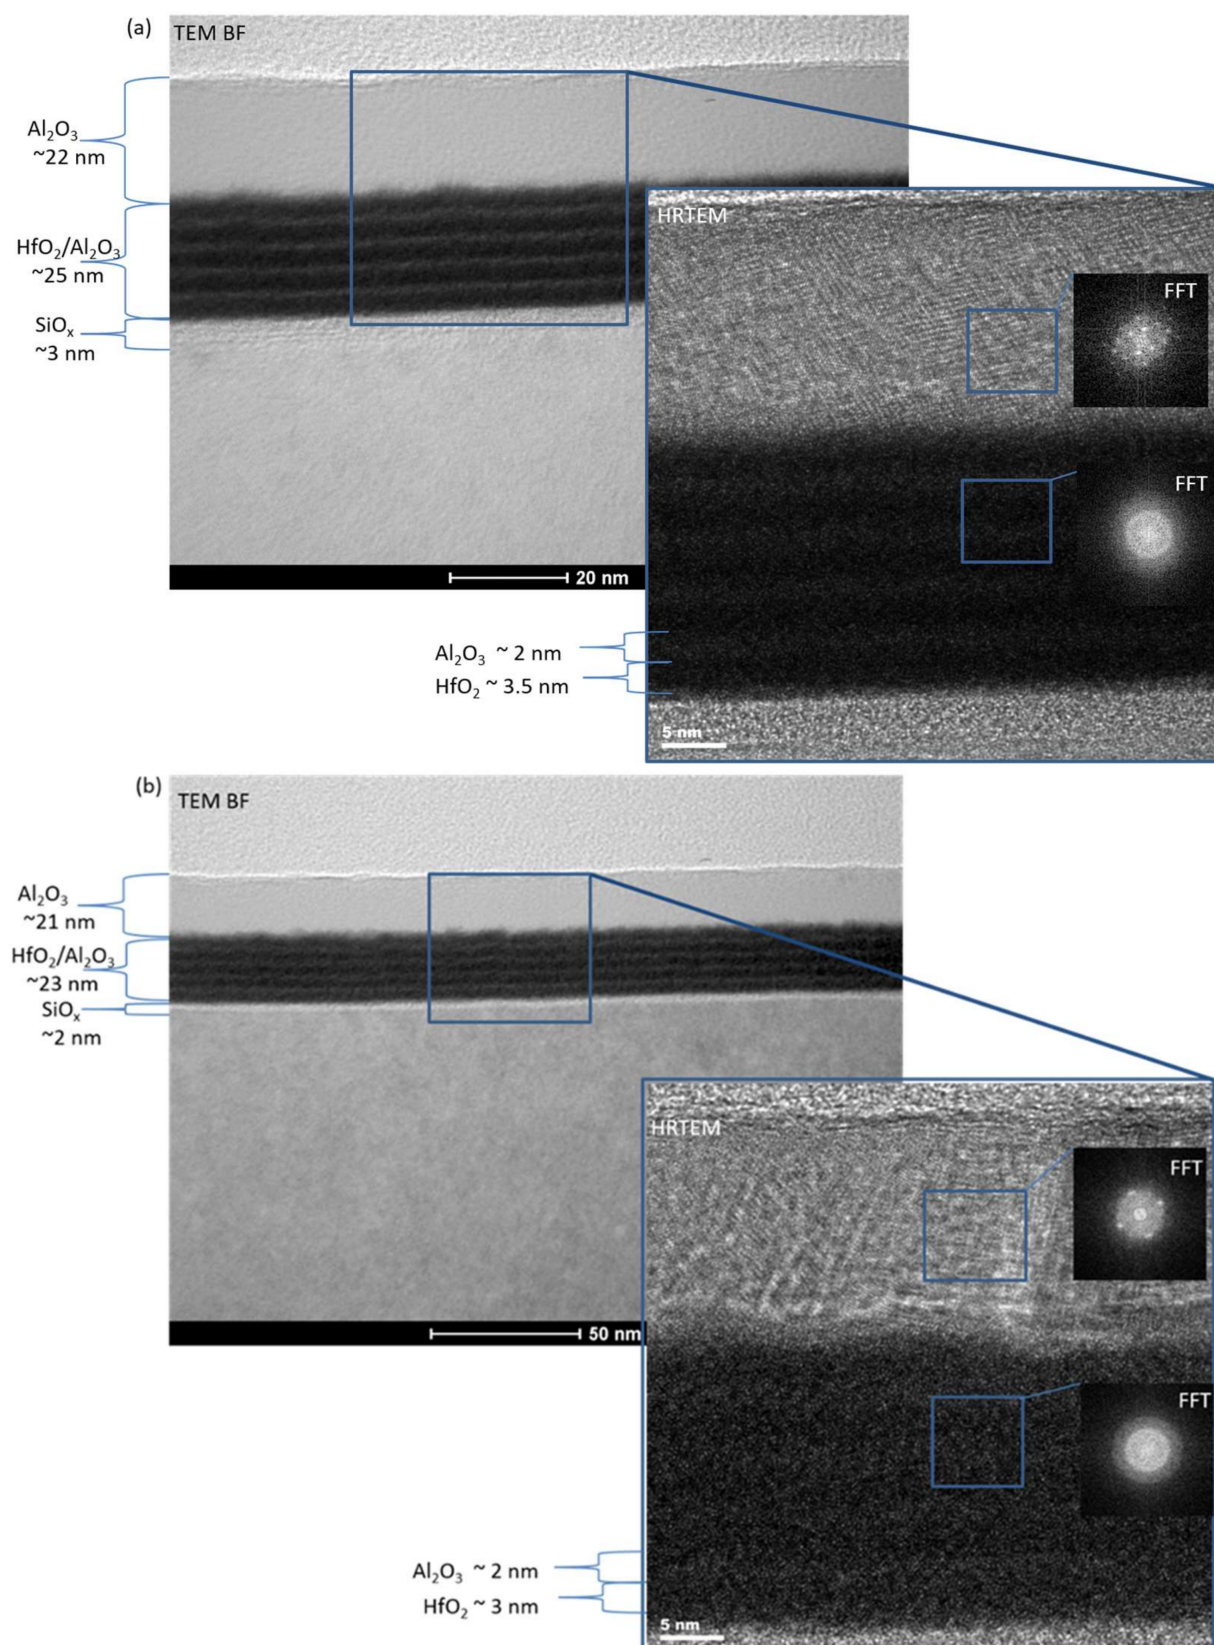 (a)
TEM BF
Al₂O₃
~22 nm
HfO₂/Al₂O₃
~25 nm
SiOₓ
~3 nm
20 nm
HRTEM
FFT
FFT
Al₂O₃ ~ 2 nm
HfO₂ ~ 3.5 nm
5 nm
(b)
TEM BF
Al₂O₃
~21 nm
HfO₂/Al₂O₃
~23 nm
SiOₓ
~2 nm
50 nm
HRTEM
FFT
FFT
Al₂O₃ ~ 2 nm
HfO₂ ~ 3 nm
5 nm